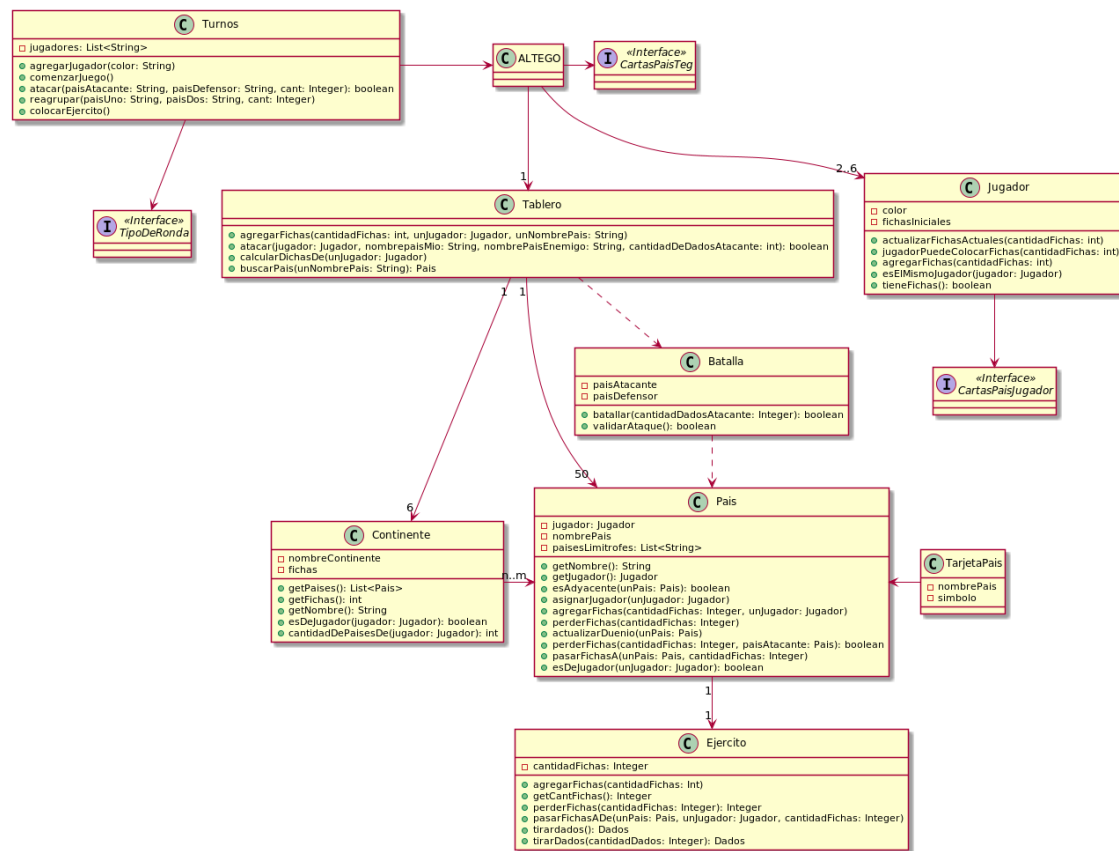 C Turnos
jugadores: List<String>
agregarJugador(color: String)
comenzarJuego()
atacar(paisAtacante: String, paisDefensor: String, cant: Integer): boolean
reagrupar(paisUno: String, paisDos: String, cant: Integer)
colocarEjercito()
C ALTEGO
I «Interface»
CartasPaisTeg
I «Interface»
TipoDeRonda
1
2..6
C Tablero
agregarFichas(cantidadFichas: int, unJugador: Jugador, unNombrePais: String)
atacar(jugador: Jugador, nombrepaisMio: String, nombrePaisEnemigo: String, cantidadDeDadosAtacante: int): boolean
calcularDichasDe(unJugador: Jugador)
buscarPais(unNombrePais: String): Pais
C Jugador
color
fichasIniciales
actualizarFichasActuales(cantidadFichas: int)
jugadorPuedeColocarFichas(cantidadFichas: int)
agregarFichas(cantidadFichas: int)
esElMismoJugador(jugador: Jugador)
tieneFichas(): boolean
1
1
C Batalla
paisAtacante
paisDefensor
batallar(cantidadDadosAtacante: Integer): boolean
validarAtaque(): boolean
I «Interface»
CartasPaisJugador
6
50
C Continente
nombreContinente
fichas
getPaises(): List<Pais>
getFichas(): int
getNombre(): String
esDeJugador(jugador: Jugador): boolean
cantidadDePaisesDe(jugador: Jugador): int
n..m
C Pais
jugador: Jugador
nombrePais
paisesLimitrofes: List<String>
getNombre(): String
getJugador(): Jugador
esAdyacente(unPais: Pais): boolean
asignarJugador(unJugador: Jugador)
agregarFichas(cantidadFichas: Integer, unJugador: Jugador)
perderFichas(cantidadFichas: Integer)
actualizarDuenio(unPais: Pais)
perderFichas(cantidadFichas: Integer, paisAtacante: Pais): boolean
pasarFichasA(unPais: Pais, cantidadFichas: Integer)
esDeJugador(unJugador: Jugador): boolean
C TarjetaPais
nombrePais
simbolo
1
1
C Ejercito
cantidadFichas: Integer
agregarFichas(cantidadFichas: Int)
getCantFichas(): Integer
perderFichas(cantidadFichas: Integer): Integer
pasarFichasADe(unPais: Pais, unJugador: Jugador, cantidadFichas: Integer)
tirardados(): Dados
tirarDados(cantidadDados: Integer): Dados